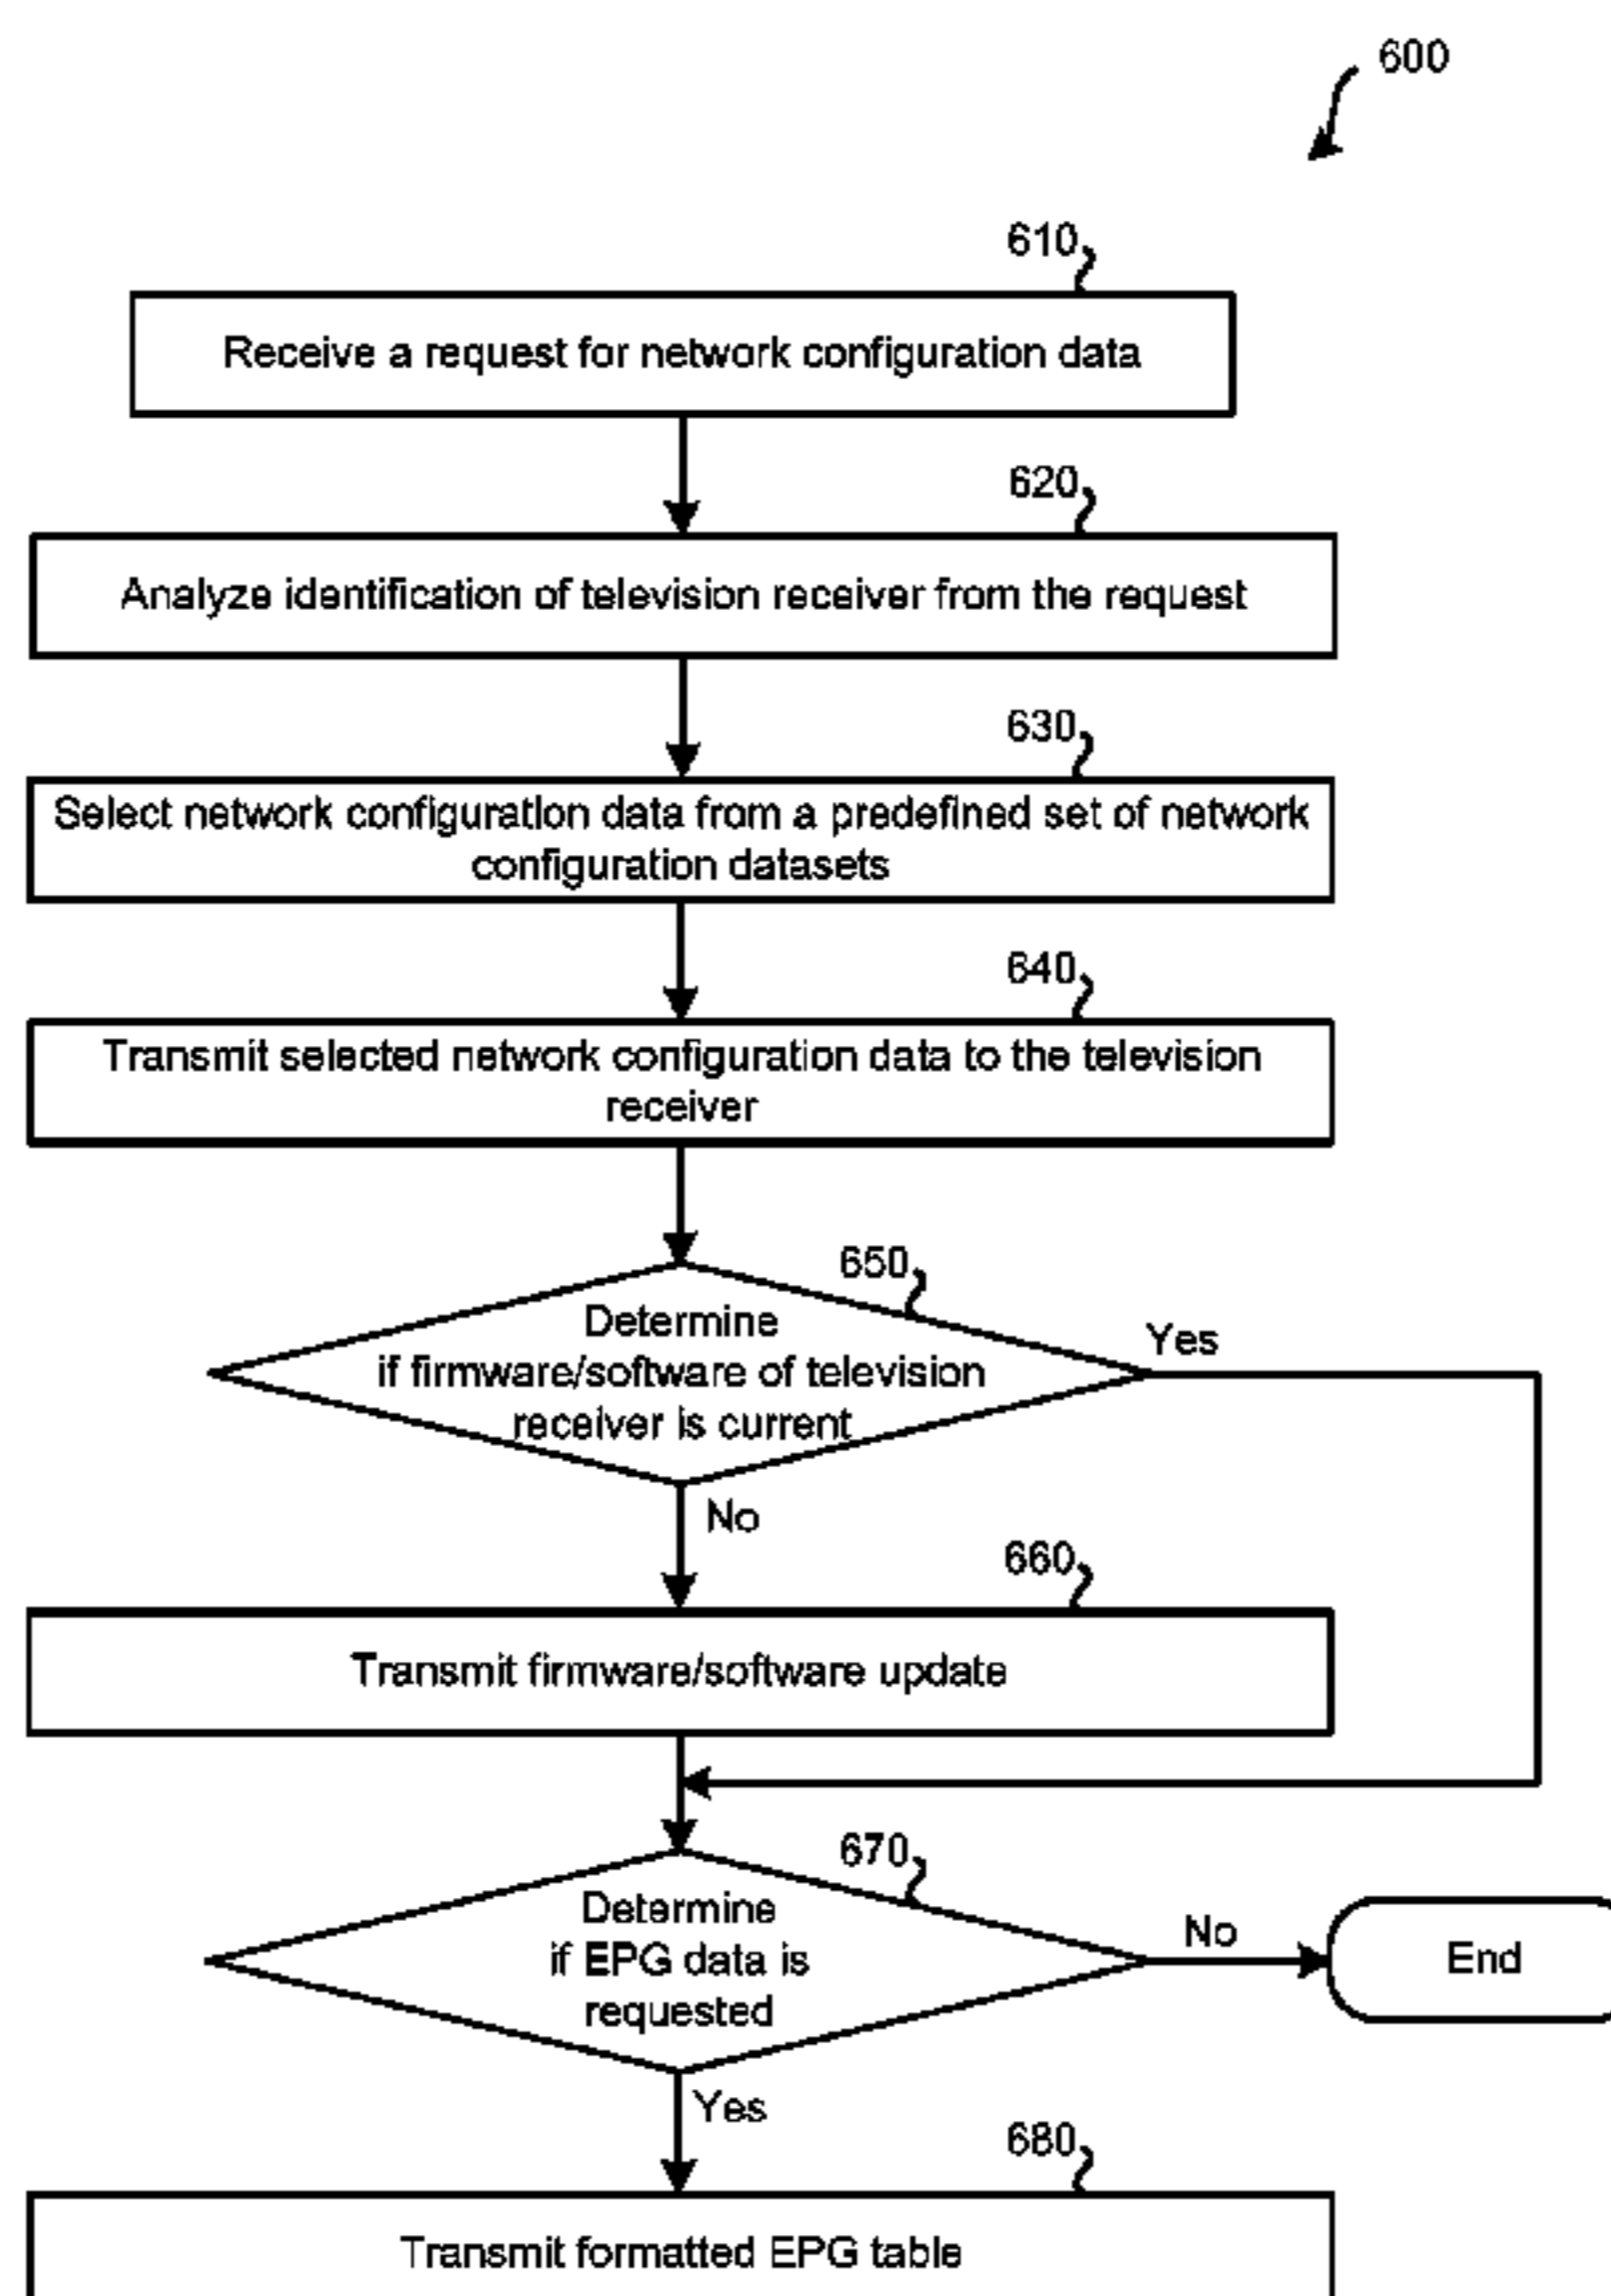 600
610
Receive a request for network configuration data
620
Analyze identification of television receiver from the request
630
Select network configuration data from a predefined set of network
configuration datasets
640
Transmit selected network configuration data to the television
receiver
650
Determine
if firmware/software of television
receiver is current
Yes
No
660
Transmit firmware/software update
670
Determine
if EPG data is
requested
No
End
Yes
680
Transmit formatted EPG table